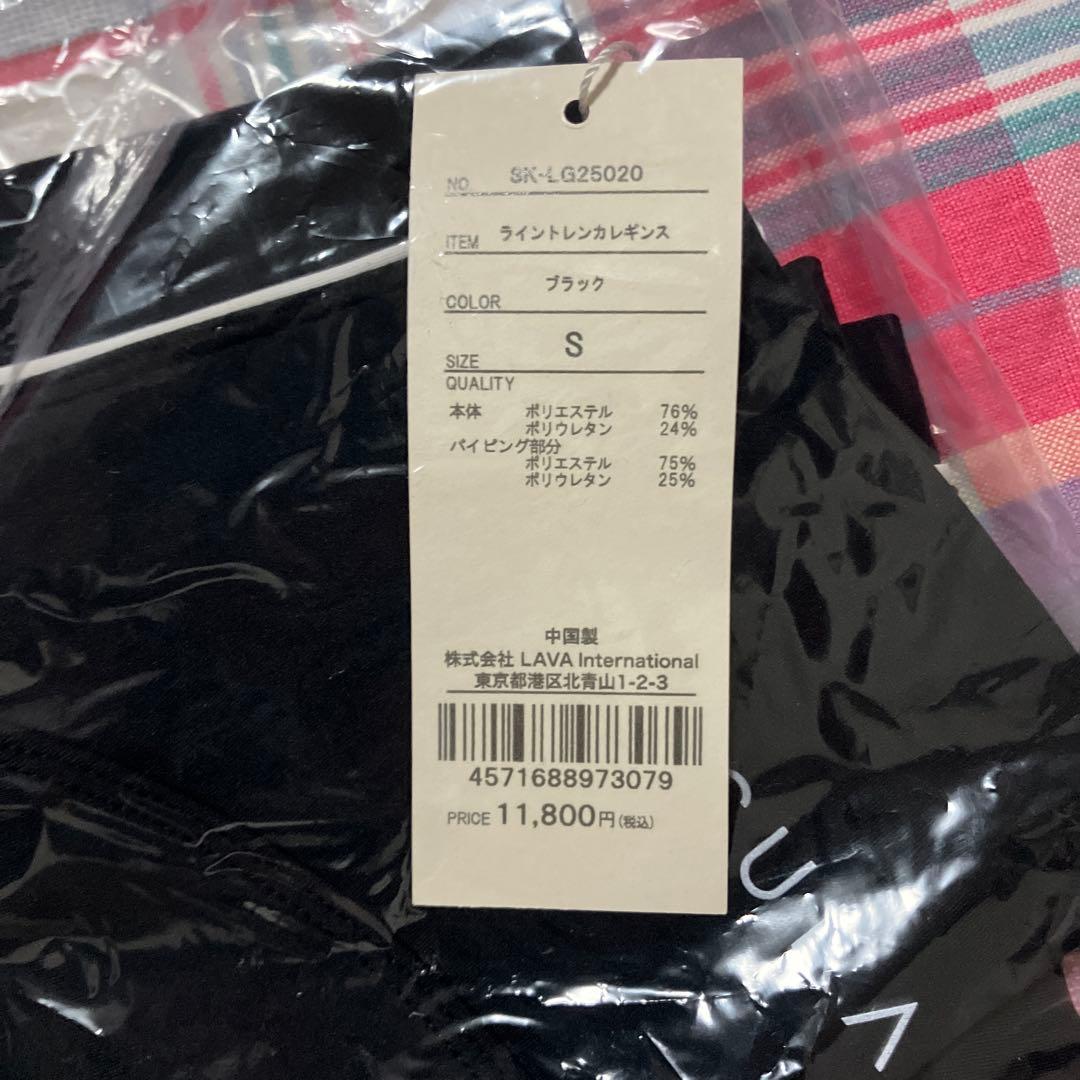 NO. SK-LG25020
ITEM ライントレンカレギンス
COLOR ブラック
SIZE S
QUALITY
本体 ポリエステル 76%
ポリウレタン 24%
パイピング部分
ポリエステル 75%
ポリウレタン 25%
中国製
株式会社 LAVA International
東京都港区北青山1-2-3
4571688973079
PRICE 11,800円(税込)